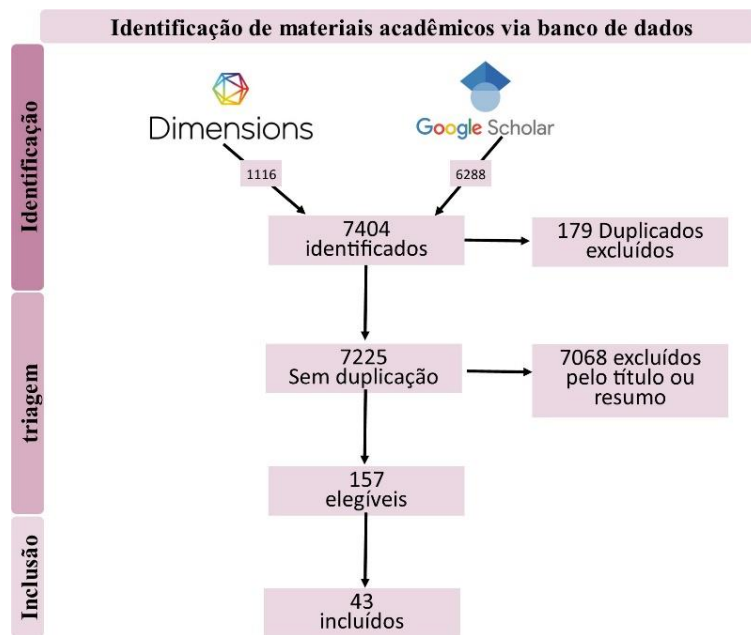 Identificação de materiais acadêmicos via banco de dados
Identificação
Dimensions
Google Scholar
1116
6288
7404
identificados
179 Duplicados
excluídos
triagem
7225
Sem duplicação
7068 excluídos
pelo título ou
resumo
157
elegíveis
Inclusão
43
incluídos